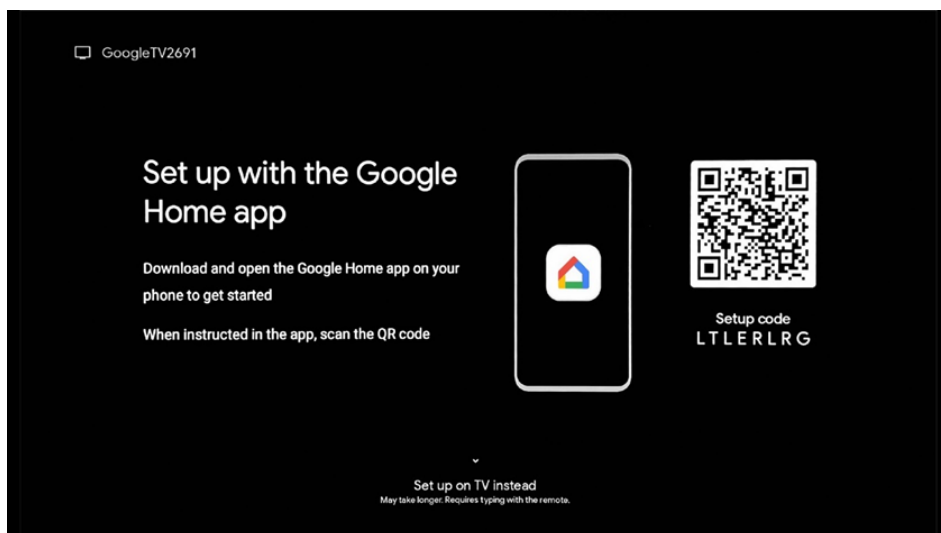 GoogleTV2691
Set up with the Google
Home app
Download and open the Google Home app on your
phone to get started
When instructed in the app, scan the QR code
Setup code
LTLERLRG
Set up on TV instead
May take longer. Requires typing with the remote.